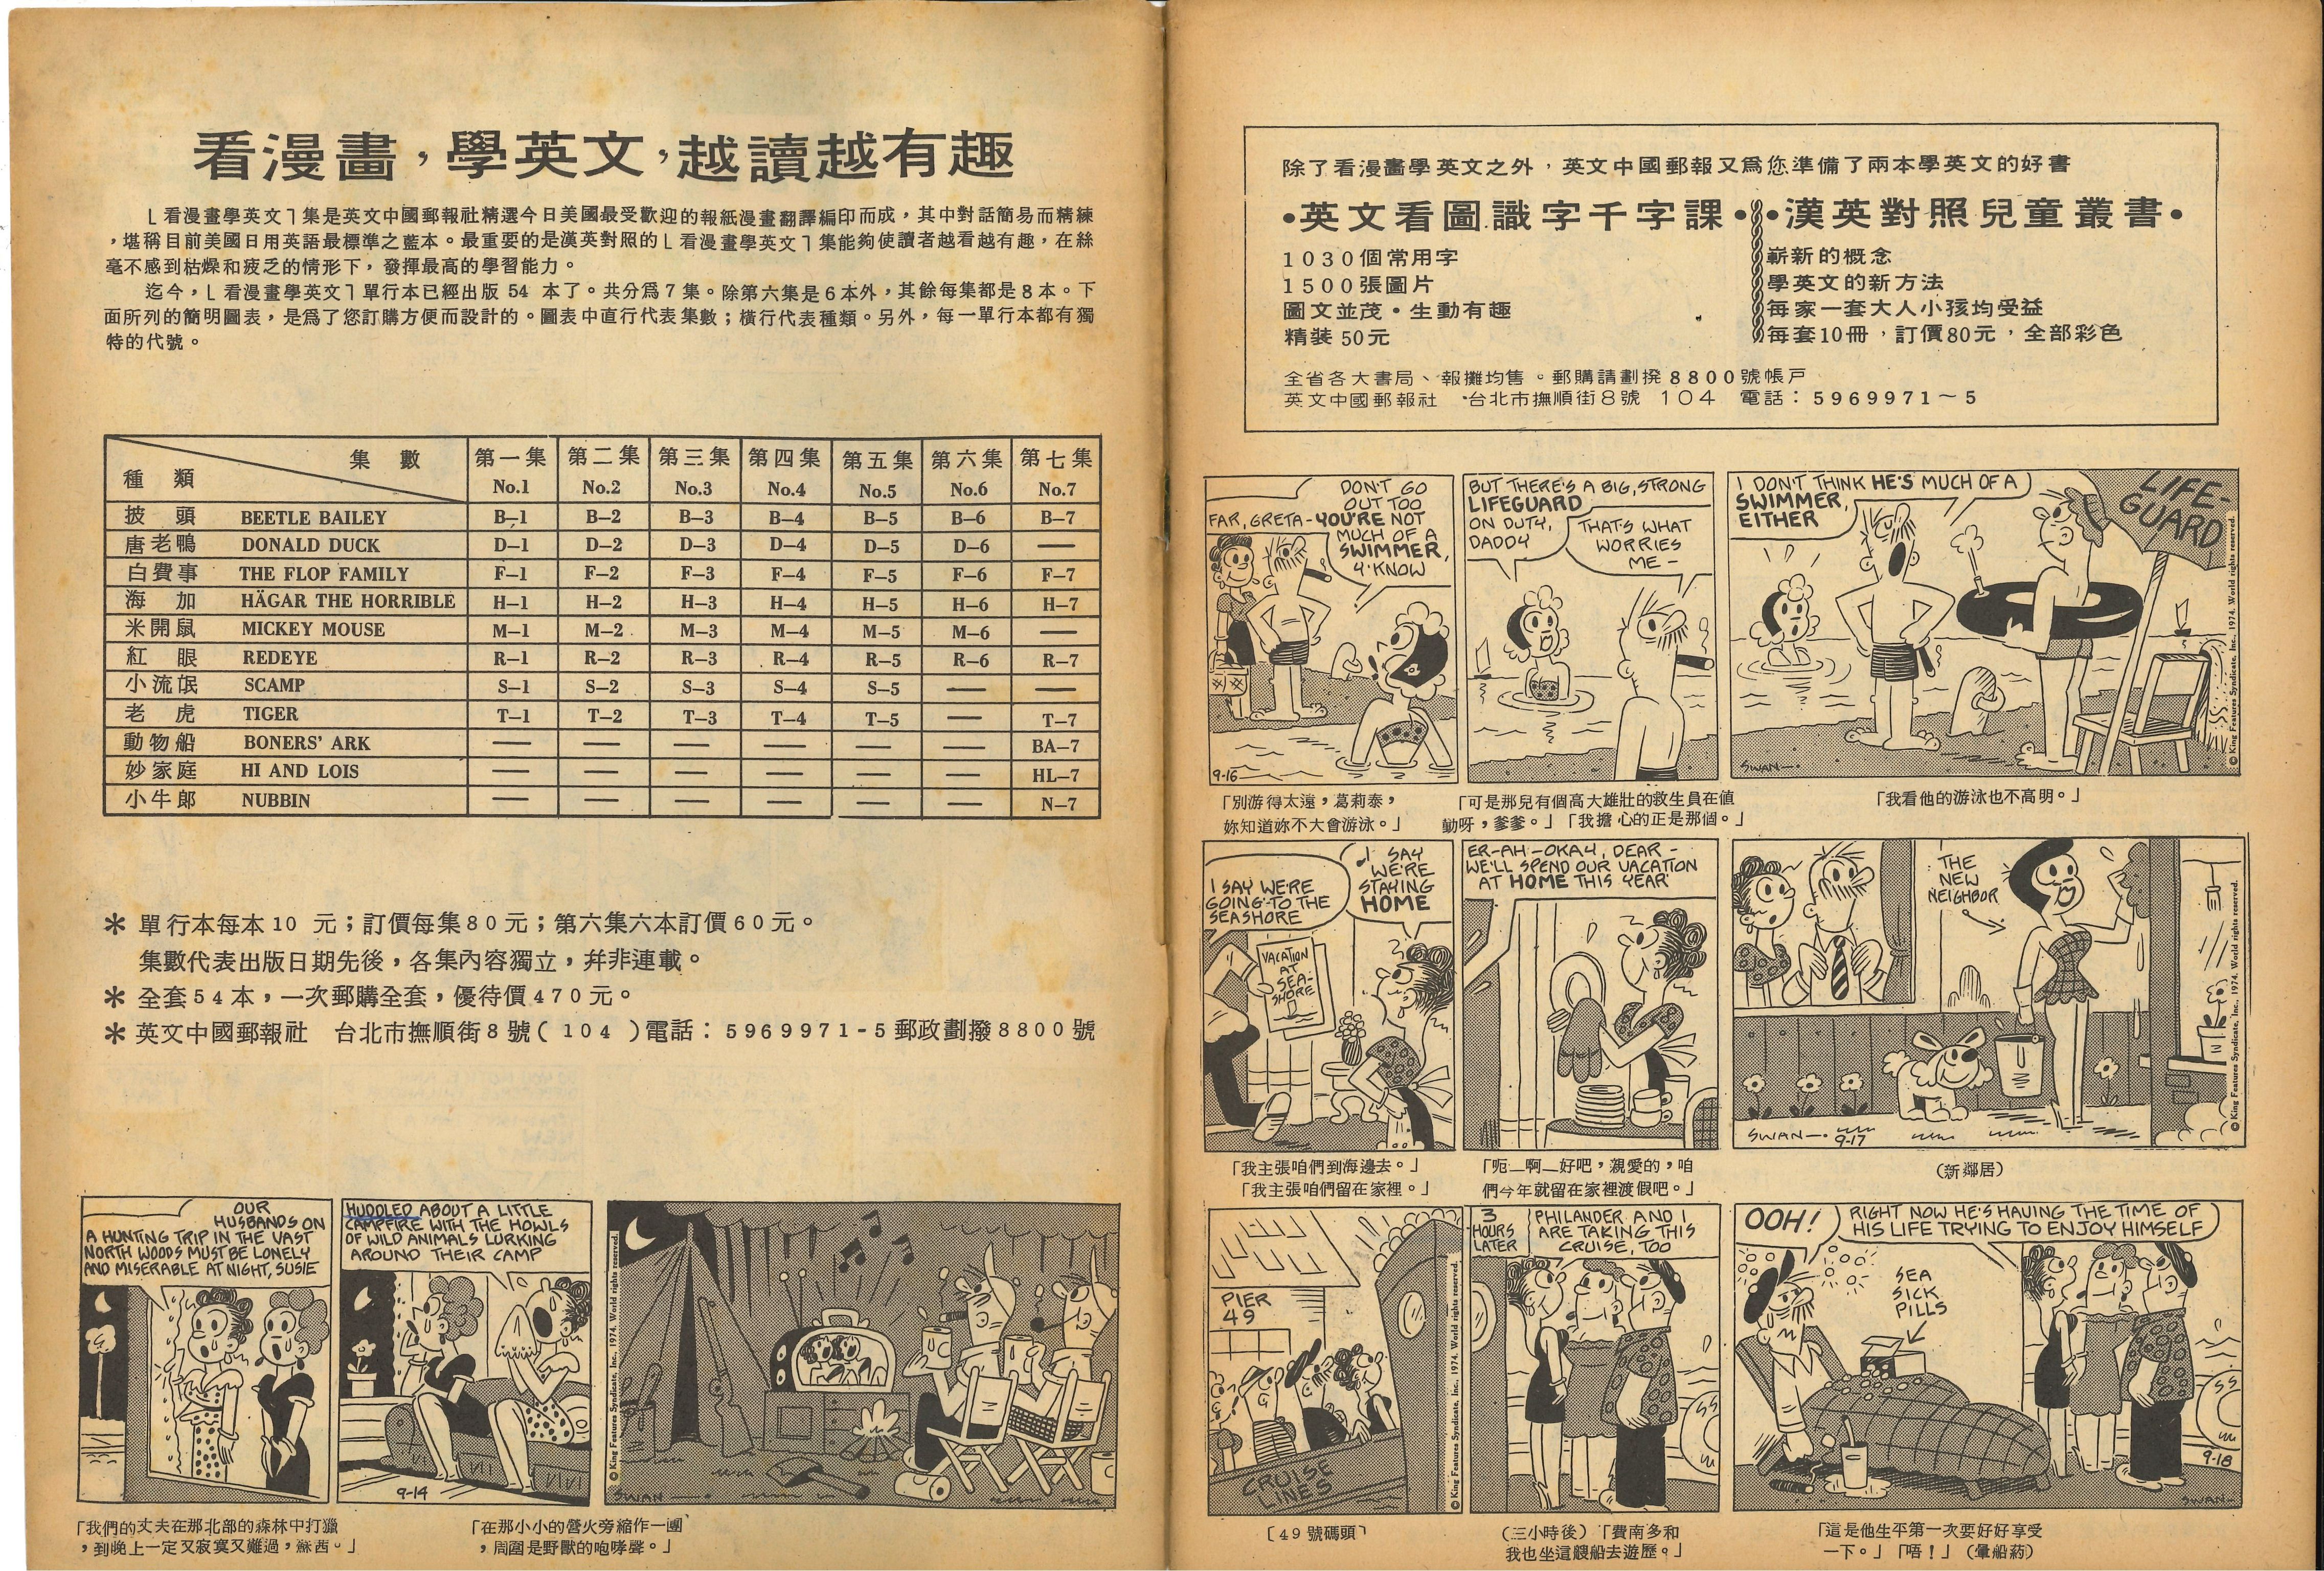 看漫畫，學英文，越讀越有趣
「看漫畫學英文」集是英文中國郵報社精選今日美國最受歡迎的報紙漫畫翻譯編印而成，其中對話簡易而精練
，堪稱目前美國日用英語最標準之藍本。最重要的是漢英對照的「看漫畫學英文」集能夠使讀者越看越有趣，在絲
毫不感到枯燥和疲乏的情形下，發揮最高的學習能力。
迄今，「看漫畫學英文」單行本已經出版 54 本了。共分爲7集。除第六集是6本外，其餘每集都是8本。下
面所列的簡明圖表，是爲了您訂購方便而設計的。圖表中直行代表集數；橫行代表種類。另外，每一單行本都有獨
特的代號。
集 數 第一集 第二集 第三集 第四集 第五集 第六集 第七集
種 類 No.1 No.2 No.3 No.4 No.5 No.6 No.7
披 頭 BEETLE BAILEY B-1 B-2 B-3 B-4 B-5 B-6 B-7
唐老鴨 DONALD DUCK D-1 D-2 D-3 D-4 D-5 D-6 —
白費事 THE FLOP FAMILY F-1 F-2 F-3 F-4 F-5 F-6 F-7
海 加 HÄGAR THE HORRIBLE H-1 H-2 H-3 H-4 H-5 H-6 H-7
米開鼠 MICKEY MOUSE M-1 M-2 M-3 M-4 M-5 M-6 —
紅 眼 REDEYE R-1 R-2 R-3 R-4 R-5 R-6 R-7
小流氓 SCAMP S-1 S-2 S-3 S-4 S-5 — —
老 虎 TIGER T-1 T-2 T-3 T-4 T-5 — T-7
動物船 BONERS' ARK — — — — — — BA-7
妙家庭 HI AND LOIS — — — — — — HL-7
小牛郎 NUBBIN — — — — — — N-7
＊ 單行本每本10 元；訂價每集80元；第六集六本訂價60元。
集數代表出版日期先後，各集內容獨立，幷非連載。
＊ 全套54本，一次郵購全套，優待價470元。
＊ 英文中國郵報社 台北市撫順街8號( 104 )電話：5969971-5郵政劃撥8800號
OUR
HUSBANDS ON
A HUNTING TRIP IN THE VAST
NORTH WOODS MUST BE LONELY
AND MISERABLE AT NIGHT, SUSIE
HUDDLED ABOUT A LITTLE
CAMPFIRE WITH THE HOWLS
OF WILD ANIMALS LURKING
AROUND THEIR CAMP
9-14
© King Features Syndicate, Inc., 1974. World rights reserved.
SWAN
「我們的丈夫在那北部的森林中打獵
，到晚上一定又寂寞又難過，蘇茜。」
「在那小小的營火旁縮作一團
，周圍是野獸的咆哮聲。」
除了看漫畫學英文之外，英文中國郵報又爲您準備了兩本學英文的好書
•英文看圖識字千字課•
1030個常用字
1500張圖片
圖文並茂•生動有趣
精裝50元
•漢英對照兒童叢書•
嶄新的概念
學英文的新方法
每家一套大人小孩均受益
每套10冊，訂價80元，全部彩色
全省各大書局、報攤均售。郵購請劃撥8800號帳戶
英文中國郵報社 ·台北市撫順街8號 104 電話：5969971～5
DON'T GO
OUT TOO
FAR, GRETA-YOU'RE NOT
MUCH OF A
SWIMMER,
Y'KNOW
9-16
BUT THERE'S A BIG, STRONG
LIFEGUARD
ON DUTY,
DADDY
THAT'S WHAT
WORRIES
ME-
I DON'T THINK HE'S MUCH OF A
SWIMMER,
EITHER
LIFE-
GUARD
SWAN
© King Features Syndicate, Inc., 1974. World rights reserved.
「別游得太遠，葛莉泰，
妳知道妳不大會游泳。」
「可是那兒有個高大雄壯的救生員在値
勤呀，爹爹。」「我擔心的正是那個。」
「我看他的游泳也不高明。」
I SAY WE'RE
GOING TO THE
SEASHORE
I SAY
WE'RE
STAYING
HOME
VACATION
AT
SEA-
SHORE
ER-AH-OKAY, DEAR-
WE'LL SPEND OUR VACATION
AT HOME THIS YEAR
THE
NEW
NEIGHBOR
SWAN
9-17
© King Features Syndicate, Inc., 1974. World rights reserved.
「我主張咱們到海邊去。」
「我主張咱們留在家裡。」
「呃—啊—好吧，親愛的，咱
們今年就留在家裡渡假吧。」
（新鄰居）
PIER
49
CRUISE
LINES
© King Features Syndicate, Inc., 1974. World rights reserved.
3
HOURS
LATER
PHILANDER AND I
ARE TAKING THIS
CRUISE, TOO
OOH!
RIGHT NOW HE'S HAVING THE TIME OF
HIS LIFE TRYING TO ENJOY HIMSELF
SEA
SICK
PILLS
9-18
SWAN
〔49號碼頭〕
（三小時後）「費南多和
我也坐這艘船去遊歷。」
「這是他生平第一次要好好享受
一下。」「唔！」（暈船葯）